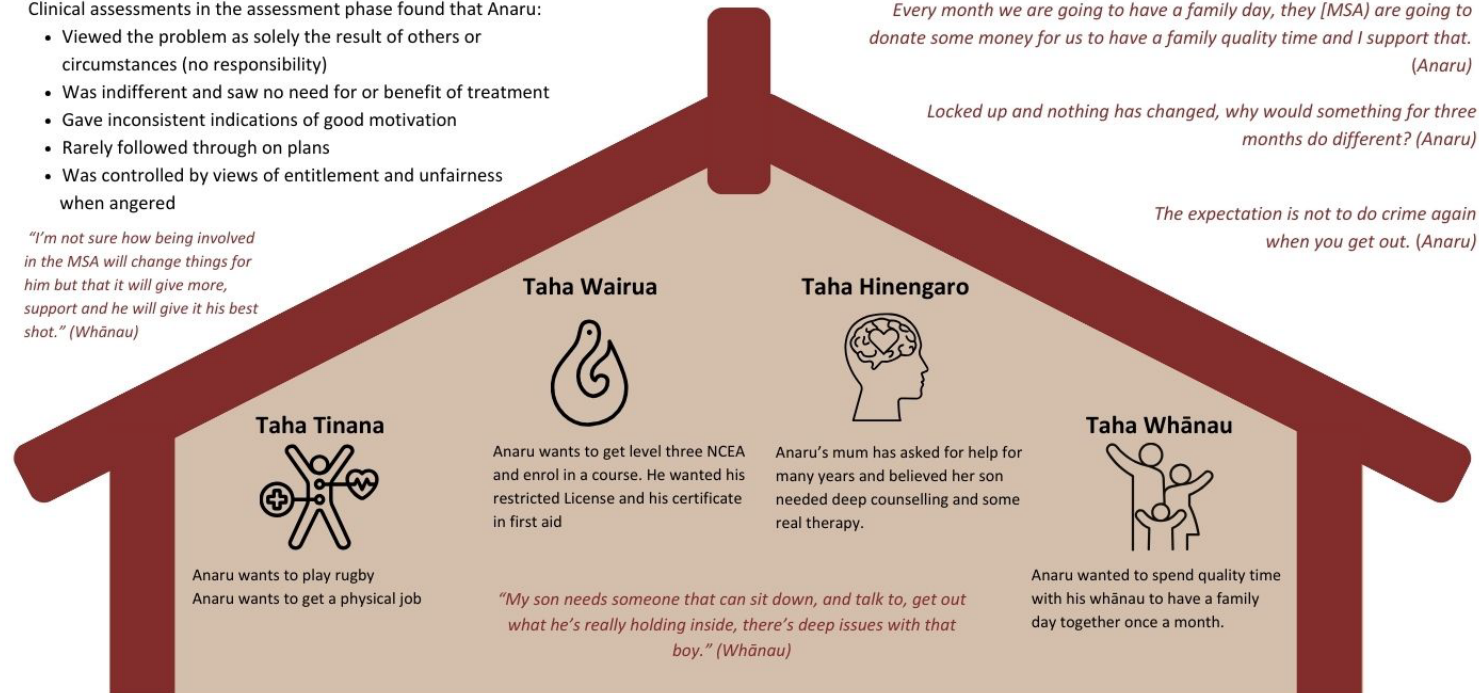 Clinical assessments in the assessment phase found that Anaru:
• Viewed the problem as solely the result of others or
circumstances (no responsibility)
• Was indifferent and saw no need for or benefit of treatment
• Gave inconsistent indications of good motivation
• Rarely followed through on plans
• Was controlled by views of entitlement and unfairness
when angered
“I’m not sure how being involved
in the MSA will change things for
him but that it will give more,
support and he will give it his best
shot.” (Whānau)
Every month we are going to have a family day, they [MSA) are going to
donate some money for us to have a family quality time and I support that.
(Anaru)
Locked up and nothing has changed, why would something for three
months do different? (Anaru)
The expectation is not to do crime again
when you get out. (Anaru)
Taha Tinana
Anaru wants to play rugby
Anaru wants to get a physical job
Taha Wairua
Anaru wants to get level three NCEA
and enrol in a course. He wanted his
restricted License and his certificate
in first aid
Taha Hinengaro
Anaru’s mum has asked for help for
many years and believed her son
needed deep counselling and some
real therapy.
Taha Whānau
Anaru wanted to spend quality time
with his whānau to have a family
day together once a month.
“My son needs someone that can sit down, and talk to, get out
what he’s really holding inside, there’s deep issues with that
boy.” (Whānau)